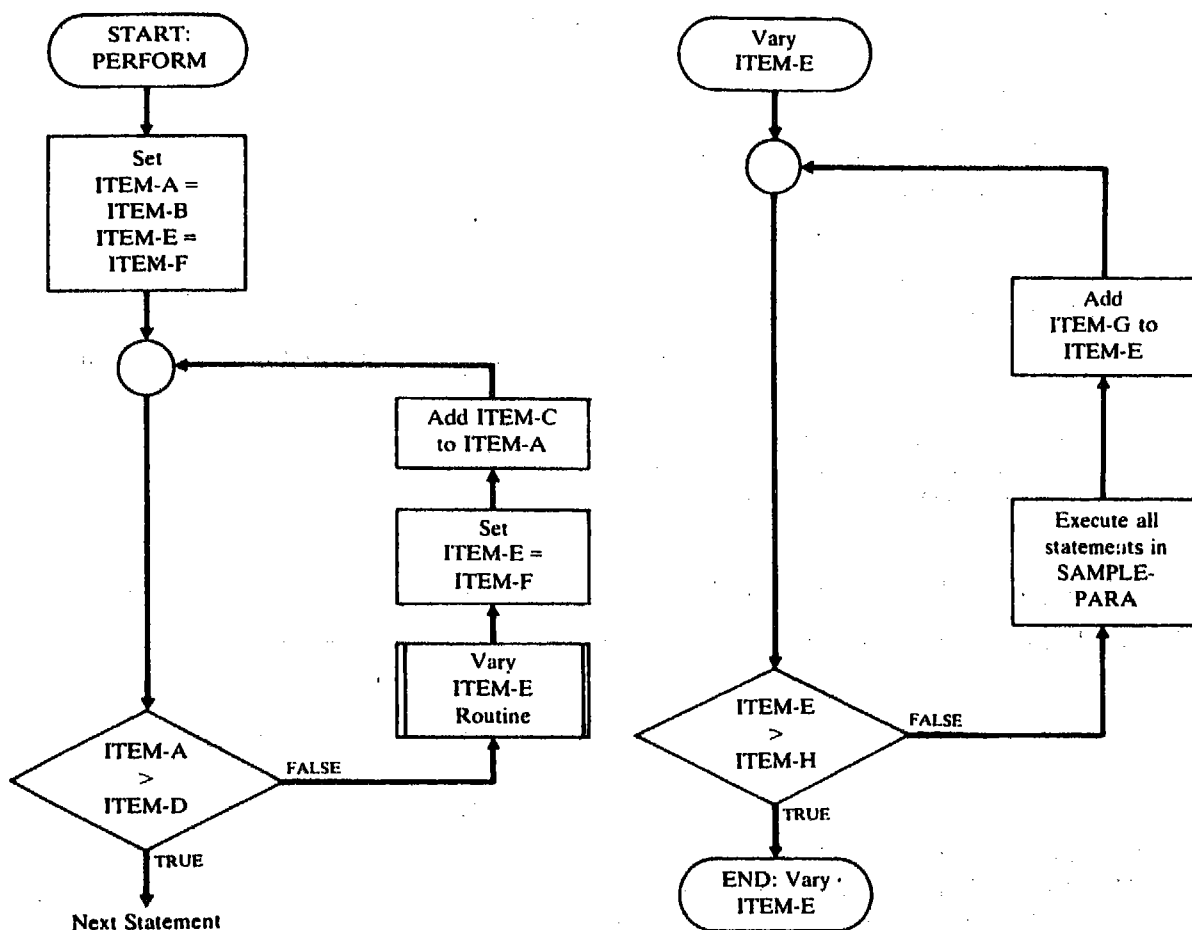 START:
PERFORM
Set
ITEM-A =
ITEM-B
ITEM-E =
ITEM-F
Add ITEM-C
to ITEM-A
Set
ITEM-E =
ITEM-F
Vary
ITEM-E
Routine
ITEM-A
>
ITEM-D
FALSE
TRUE
Next Statement
Vary
ITEM-E
Add
ITEM-G to
ITEM-E
Execute all
statements in
SAMPLE-
PARA
ITEM-E
>
ITEM-H
FALSE
TRUE
END: Vary
ITEM-E